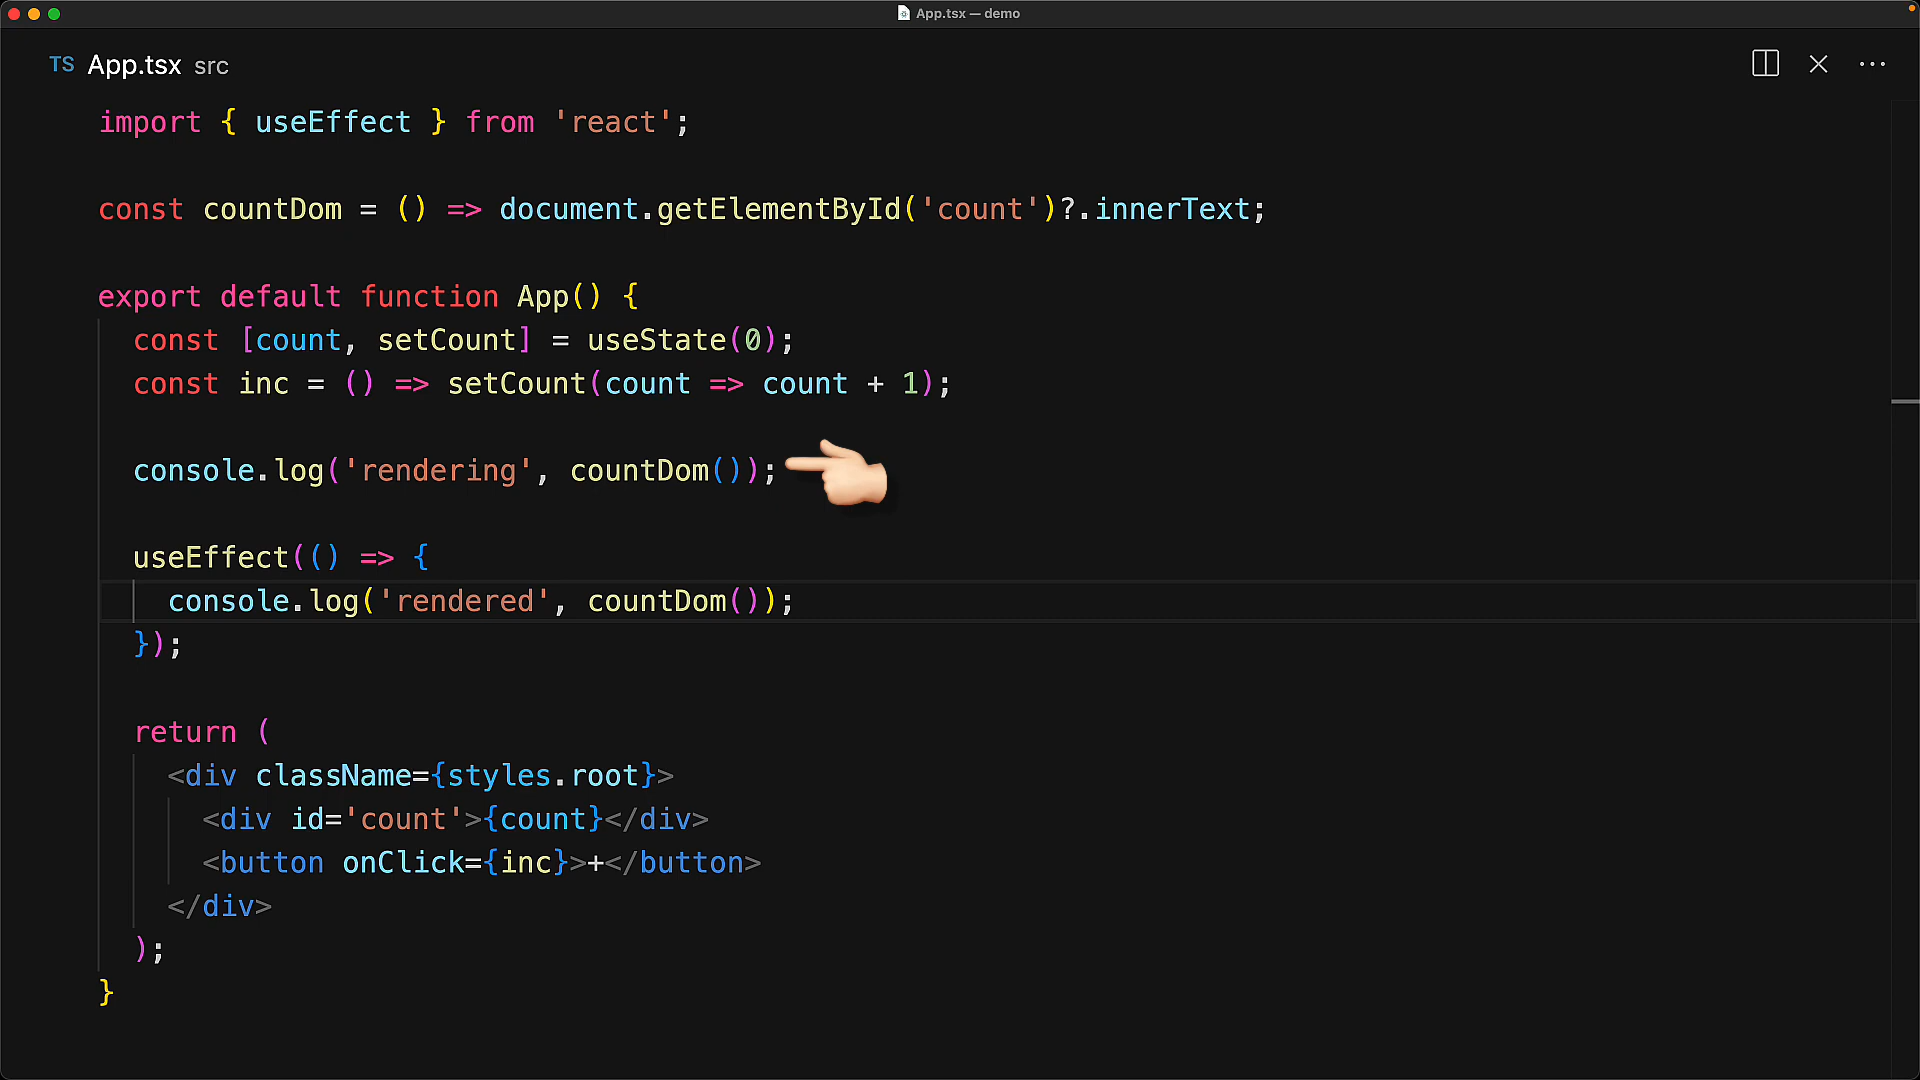 App.tsx — demo
TS App.tsx src
import { useEffect } from 'react';
const countDom = () => document.getElementById('count')?.innerText;
export default function App() {
  const [count, setCount] = useState(0);
  const inc = () => setCount(count => count + 1);
  console.log('rendering', countDom());
  useEffect(() => {
    console.log('rendered', countDom());
  });
  return (
    <div className={styles.root}>
      <div id='count'>{count}</div>
      <button onClick={inc}>+</button>
    </div>
  );
}